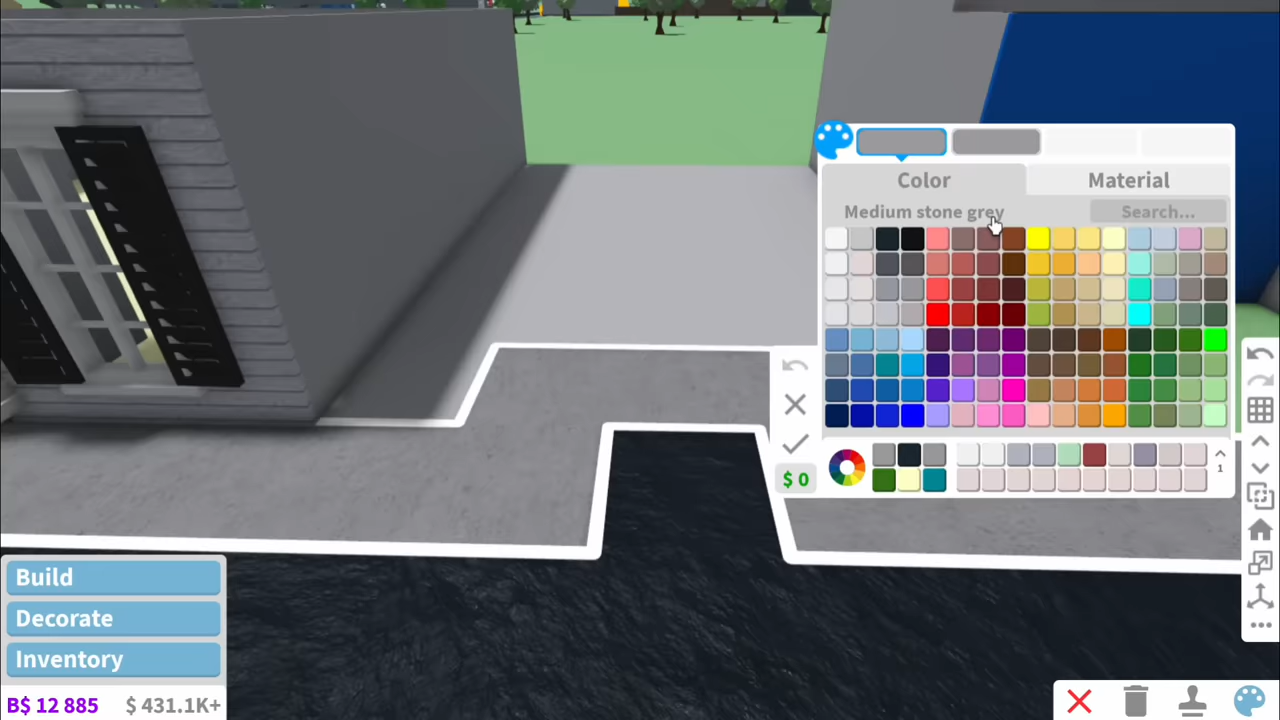 Color
Material
Medium stone grey
Search...
$ 0
1
Build
Decorate
Inventory
B$ 12 885
$ 431.1K+